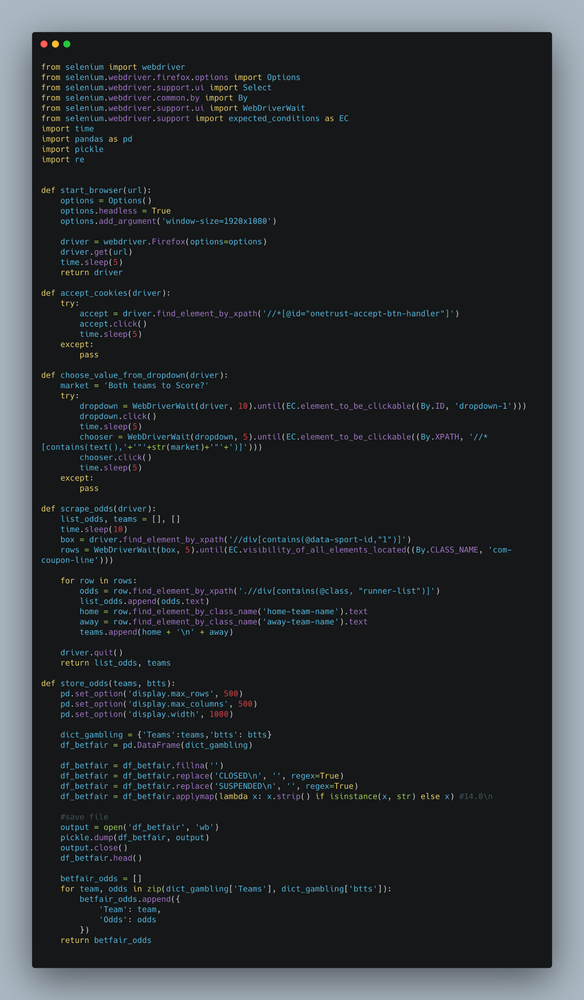 from selenium import webdriver
from selenium.webdriver.firefox.options import Options
from selenium.webdriver.support.ui import Select
from selenium.webdriver.common.by import By
from selenium.webdriver.support.ui import WebDriverWait
from selenium.webdriver.support import expected_conditions as EC
import time
import pandas as pd
import pickle
import re


def start_browser(url):
    options = Options()
    options.headless = True
    options.add_argument('window-size=1920x1080')

    driver = webdriver.Firefox(options=options)
    driver.get(url)
    time.sleep(5)
    return driver

def accept_cookies(driver):
    try:
        accept = driver.find_element_by_xpath('//*[@id="onetrust-accept-btn-handler"]')
        accept.click()
        time.sleep(5)
    except:
        pass

def choose_value_from_dropdown(driver):
    market = 'Both teams to Score?'
    try:
        dropdown = WebDriverWait(driver, 10).until(EC.element_to_be_clickable((By.ID, 'dropdown-1')))
        dropdown.click()
        time.sleep(5)
        chooser = WebDriverWait(dropdown, 5).until(EC.element_to_be_clickable((By.XPATH, '//*
[contains(text(),'+'"'+str(market)+'"'+')]')))
        chooser.click()
        time.sleep(5)
    except:
        pass

def scrape_odds(driver):
    list_odds, teams = [], []
    time.sleep(10)
    box = driver.find_element_by_xpath('//div[contains(@data-sport-id,"1")]')
    rows = WebDriverWait(box, 5).until(EC.visibility_of_all_elements_located((By.CLASS_NAME, 'com-
coupon-line')))

    for row in rows:
        odds = row.find_element_by_xpath('.//div[contains(@class, "runner-list")]')
        list_odds.append(odds.text)
        home = row.find_element_by_class_name('home-team-name').text
        away = row.find_element_by_class_name('away-team-name').text
        teams.append(home + '\n' + away)

    driver.quit()
    return list_odds, teams

def store_odds(teams, btts):
    pd.set_option('display.max_rows', 500)
    pd.set_option('display.max_columns', 500)
    pd.set_option('display.width', 1000)

    dict_gambling = {'Teams':teams,'btts': btts}
    df_betfair = pd.DataFrame(dict_gambling)

    df_betfair = df_betfair.fillna('')
    df_betfair = df_betfair.replace('CLOSED\n', '', regex=True)
    df_betfair = df_betfair.replace('SUSPENDED\n', '', regex=True)
    df_betfair = df_betfair.applymap(lambda x: x.strip() if isinstance(x, str) else x) #14.0\n

    #save file
    output = open('df_betfair', 'wb')
    pickle.dump(df_betfair, output)
    output.close()
    df_betfair.head()

    betfair_odds = []
    for team, odds in zip(dict_gambling['Teams'], dict_gambling['btts']):
        betfair_odds.append({
            'Team': team,
            'Odds': odds
        })
    return betfair_odds